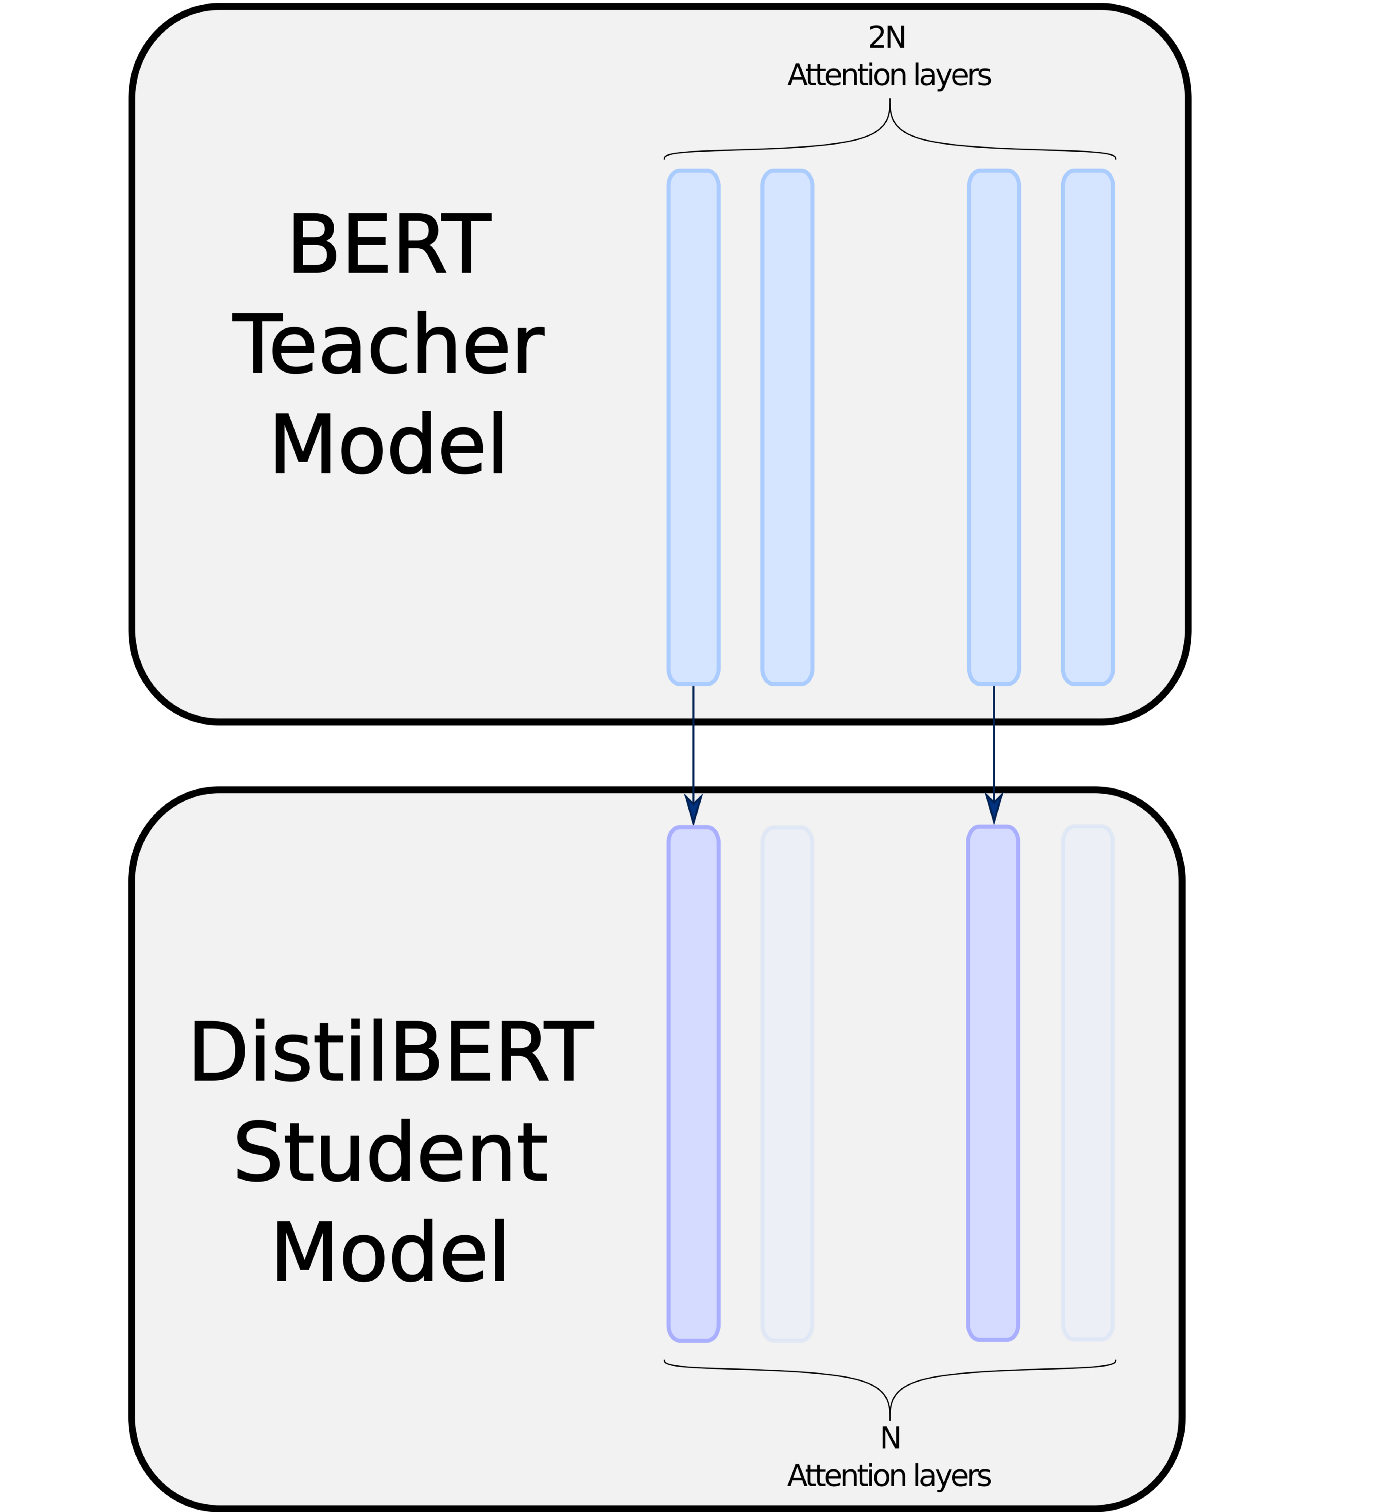 2N
Attention layers
BERT
Teacher
Model
DistilBERT
Student
Model
N
Attention layers